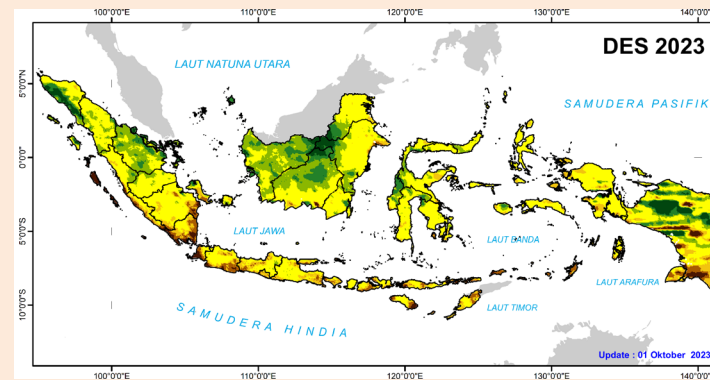 100°0'0"E 110°0'0"E 120°0'0"E 130°0'0"E 140°0'0"E
DES 2023
LAUT NATUNA UTARA
5°0'0"N
SAMUDERA PASIFIK
0°0'0"
5°0'0"S
LAUT JAWA
LAUT BANDA
LAUT ARAFURA
10°0'0"S
SAMUDERA HINDIA
LAUT TIMOR
Update : 01 Oktober 2023
100°0'0"E 110°0'0"E 120°0'0"E 130°0'0"E 140°0'0"E